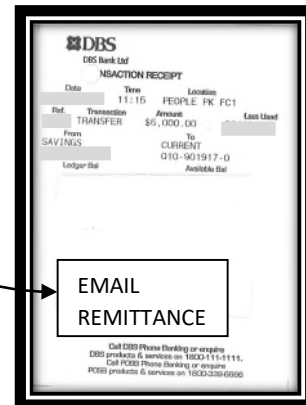 DBS
DBS Bank Ltd
NSACTION RECEIPT
Date Time Location
11:15 PEOPLE PK FC1
Ref. Transaction Amount Last Used
TRANSFER $6,000.00
From To
SAVINGS CURRENT
010-901917-0
Ledger Bal Available Bal
EMAIL
REMITTANCE
Call DBS Phone Banking or enquire
DBS products & services on 1800-111-1111.
Call POSB Phone Banking or enquire
POSB products & services on 1800-339-6666